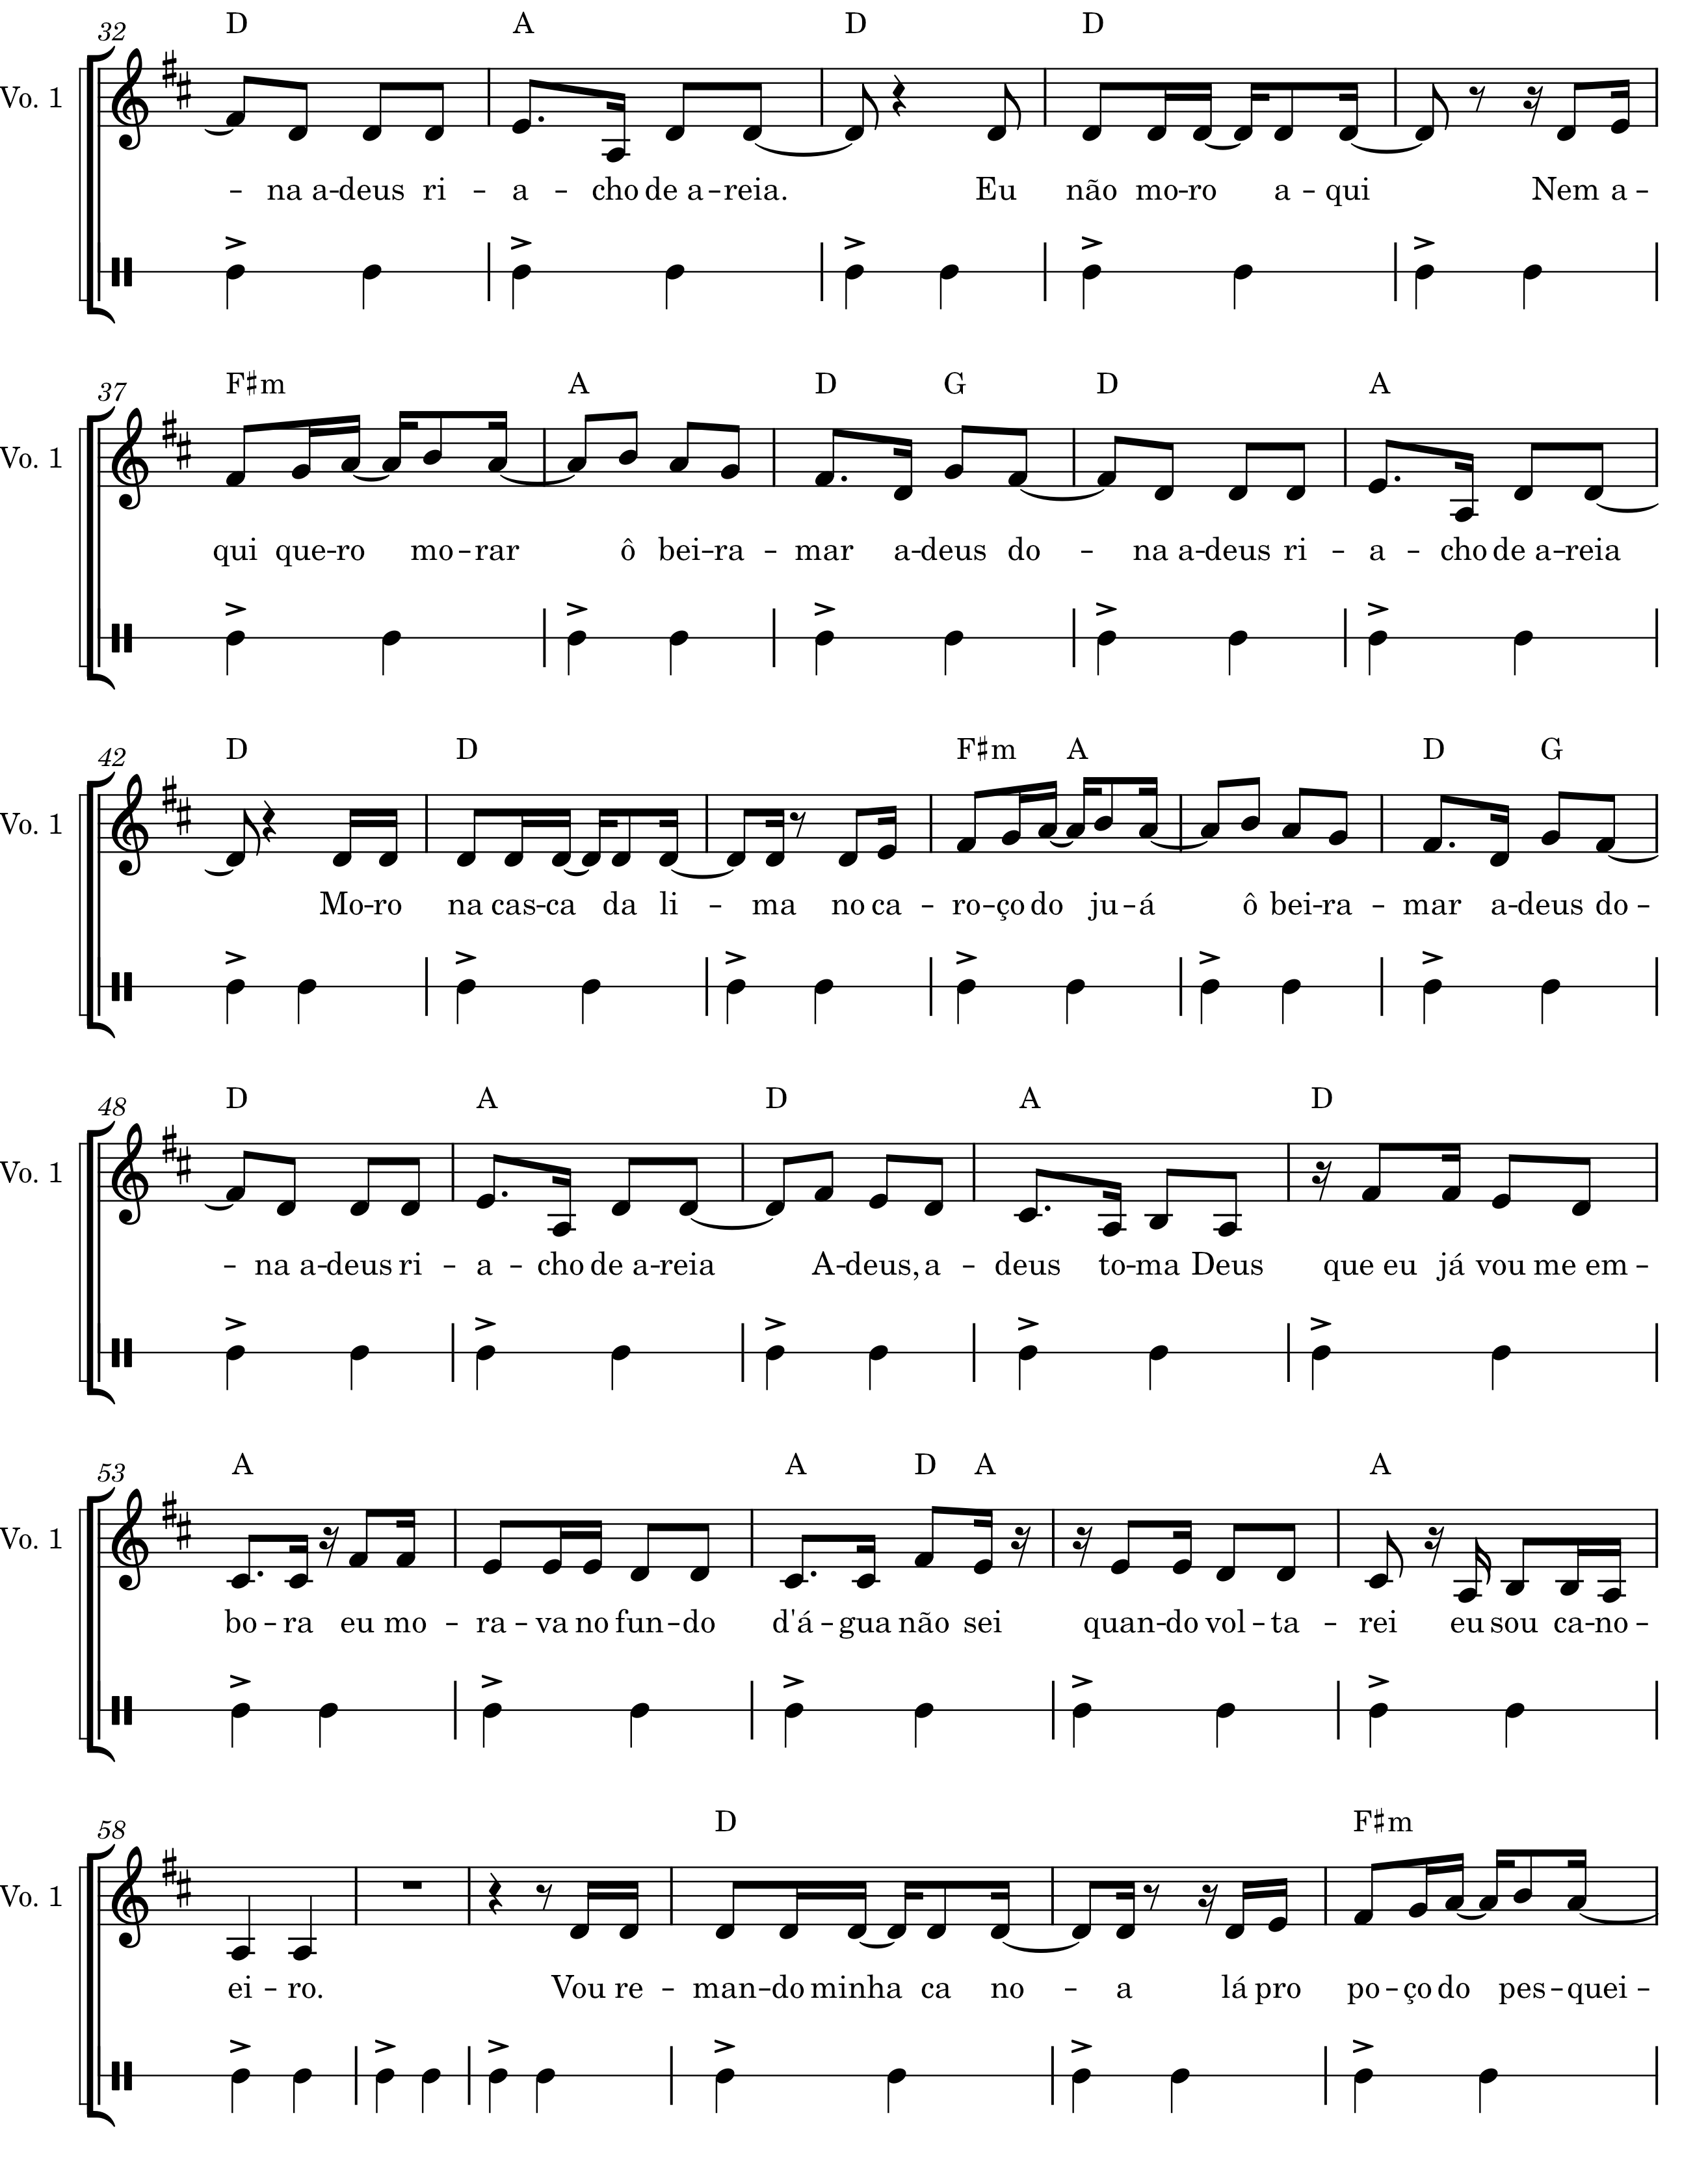 32 D A D D
Vo. 1
– na a-deus ri – a – cho de a-reia. Eu não mo-ro a – qui Nem a –
37 F♯m A D G D A
Vo. 1
qui que-ro mo-rar ô bei-ra – mar a-deus do – na a-deus ri – a – cho de a-reia
42 D D F♯m A D G
Vo. 1
Mo-ro na cas-ca da li – ma no ca – ro-ço do ju-á ô bei-ra – mar a-deus do –
48 D A D A D
Vo. 1
– na a-deus ri – a – cho de a-reia A-deus, a – deus to-ma Deus que eu já vou me em –
53 A A D A A
Vo. 1
bo – ra eu mo – ra – va no fun – do d'á – gua não sei quan-do vol – ta – rei eu sou ca-no –
58 D F♯m
Vo. 1
ei – ro. Vou re – man-do minha ca no – a lá pro po – ço do pes – quei –